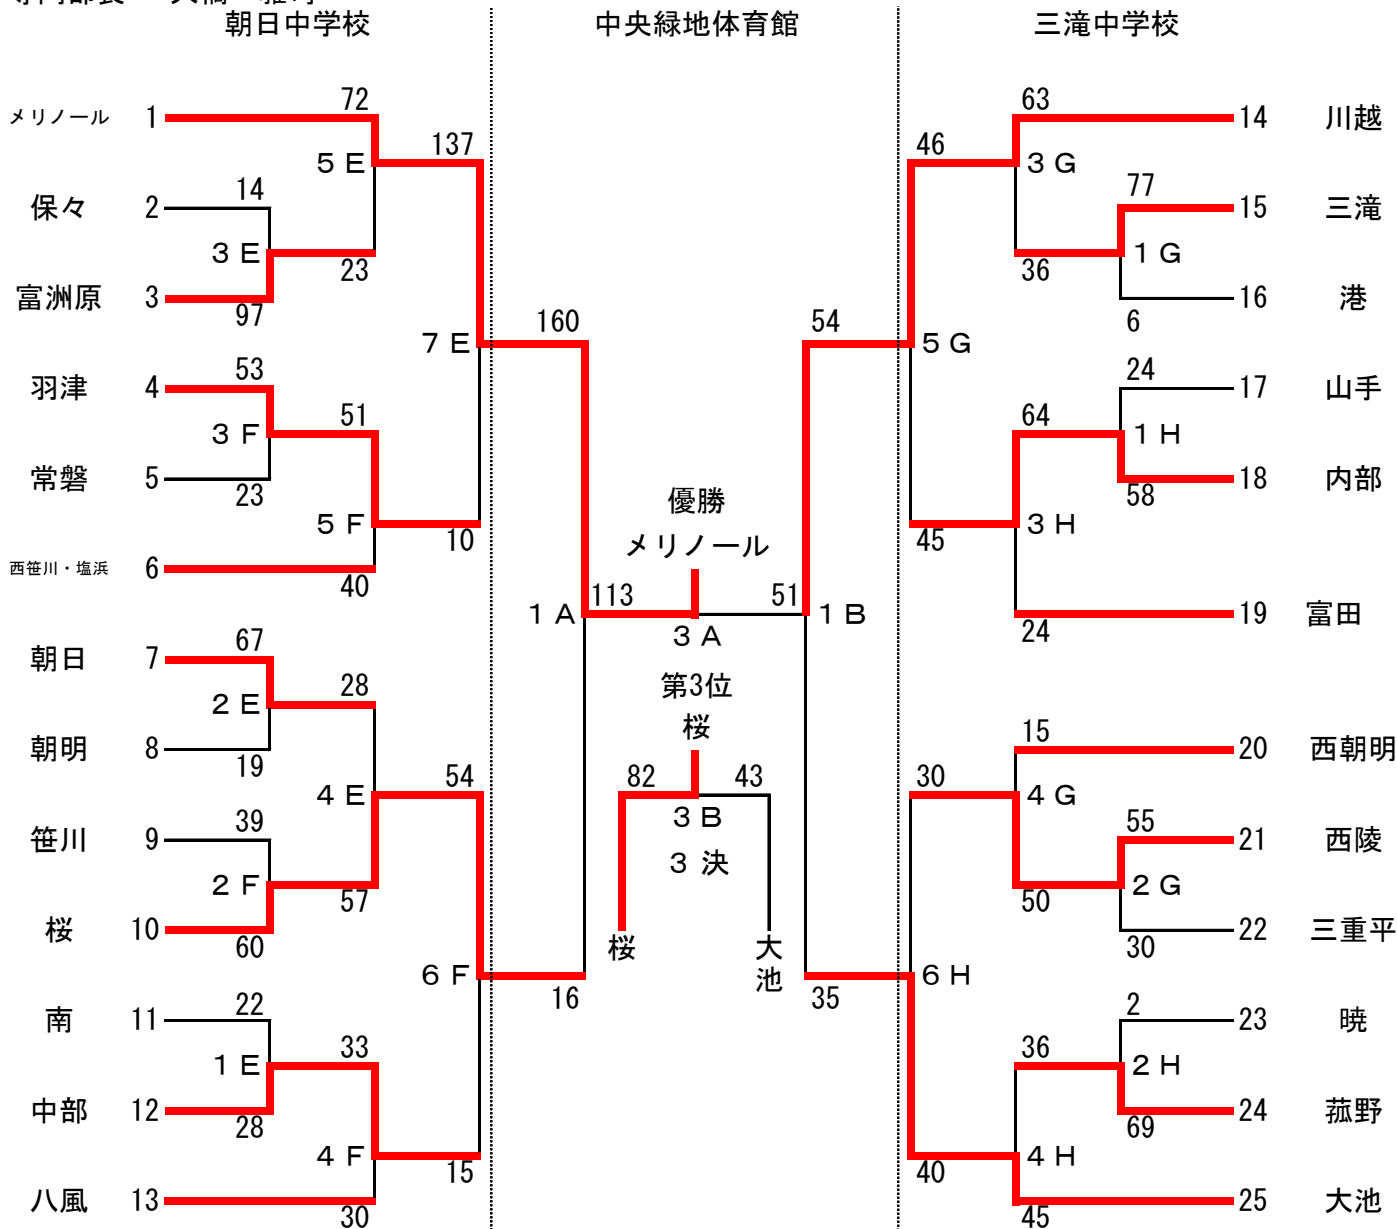 朝日中学校 中央緑地体育館 三滝中学校
72 63
メリノール 1 14 川越
137 46
5E 3G
14 77
保々 2 15 三滝
3E 1G
23 36
富洲原 3 16 港
97 6
160 54
7E 5G
53 24
羽津 4 17 山手
51 64
3F 1H
常磐 5 18 内部
23 58
優勝
5F 3H
10 メリノール 45
西笹川・塩浜 6
40
113 51
1A 1B 19 富田
3A 24
67
朝日 7
28 第3位
2E 桜 15
朝明 8 20 西朝明
19
54 82 43 30
4E 4G
39 3B 55
笹川 9 21 西陵
3決
2F 2G
57 50
桜 10 22 三重平
60 桜 大池 30
6F 6H
16 35
22 2
南 11 23 暁
33 36
1E 2H
中部 12 24 菰野
28 69
4F 4H
15 40
八風 13 25 大池
30 45